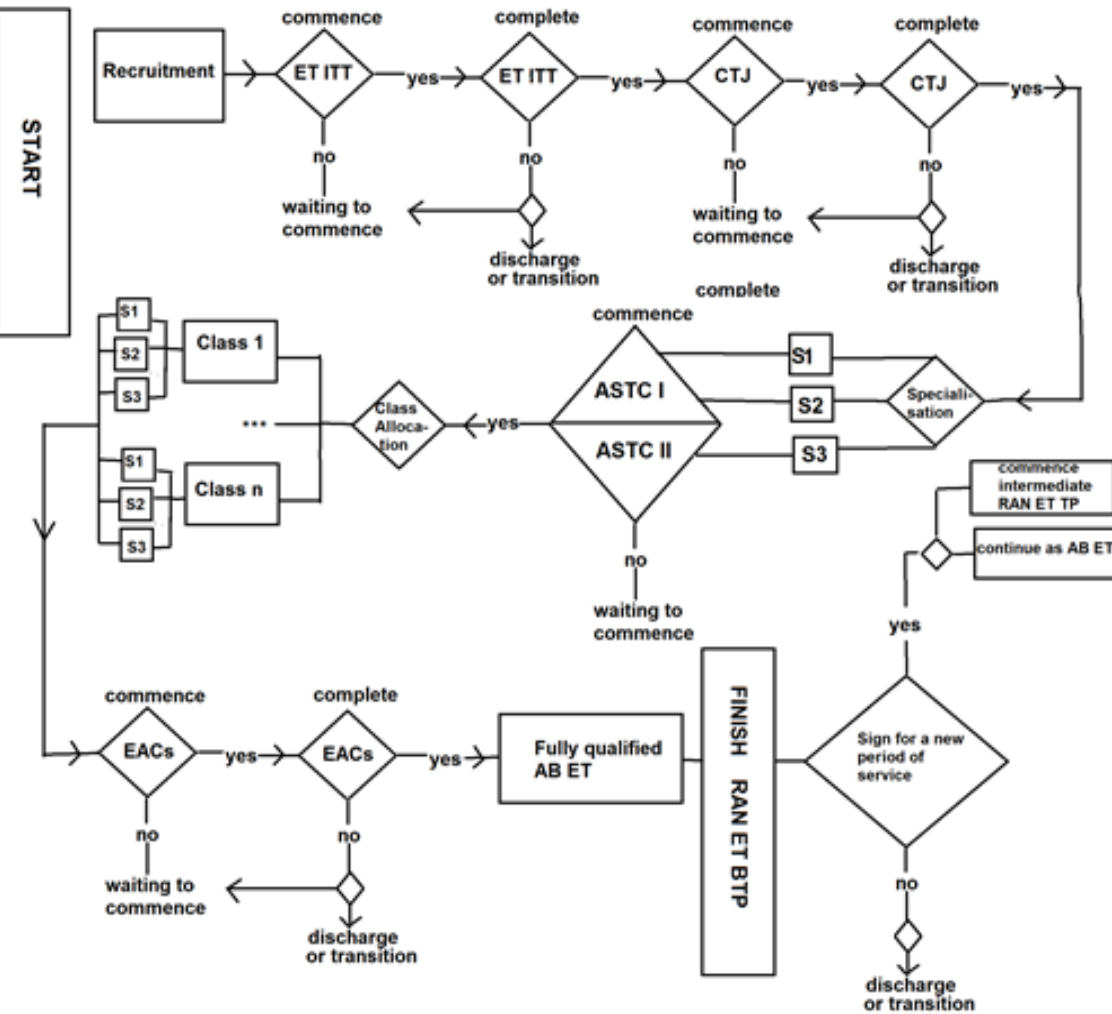 START
Recruitment
commence
ET ITT
yes
no
waiting to
commence
complete
ET ITT
yes
no
discharge
or transition
commence
CTJ
yes
no
waiting to
commence
complete
CTJ
yes
no
discharge
or transition
Speciali-
sation
S1
S2
S3
complete
commence
ASTC I
ASTC II
no
waiting to
commence
yes
Class
Alloca-
tion
Class 1
...
Class n
S1
S2
S3
S1
S2
S3
commence
EACs
yes
no
waiting to
commence
complete
EACs
yes
no
discharge
or transition
Fully qualified
AB ET
FINISH RAN ET BTP
Sign for a new
period of
service
yes
commence
intermediate
RAN ET TP
continue as AB ET
no
discharge
or transition